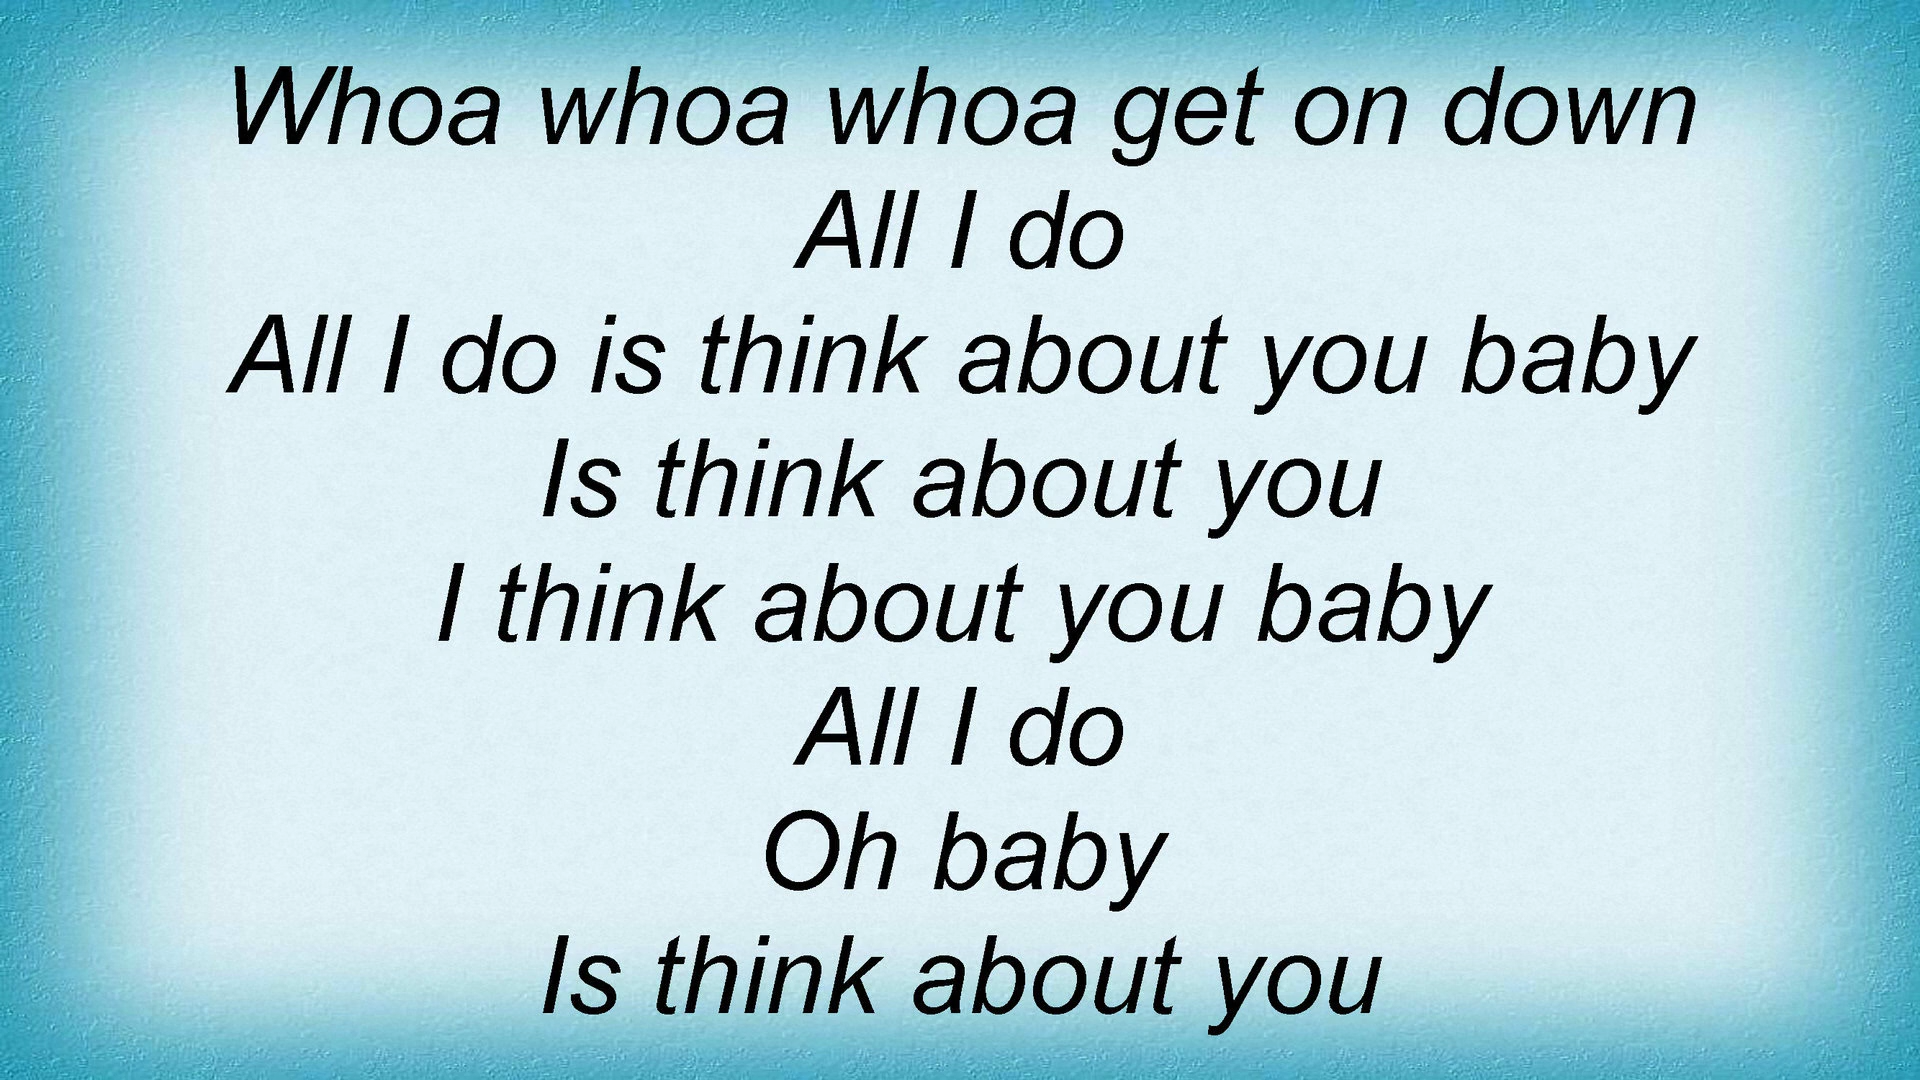 Whoa whoa whoa get on down
All I do
All I do is think about you baby
Is think about you
I think about you baby
All I do
Oh baby
Is think about you